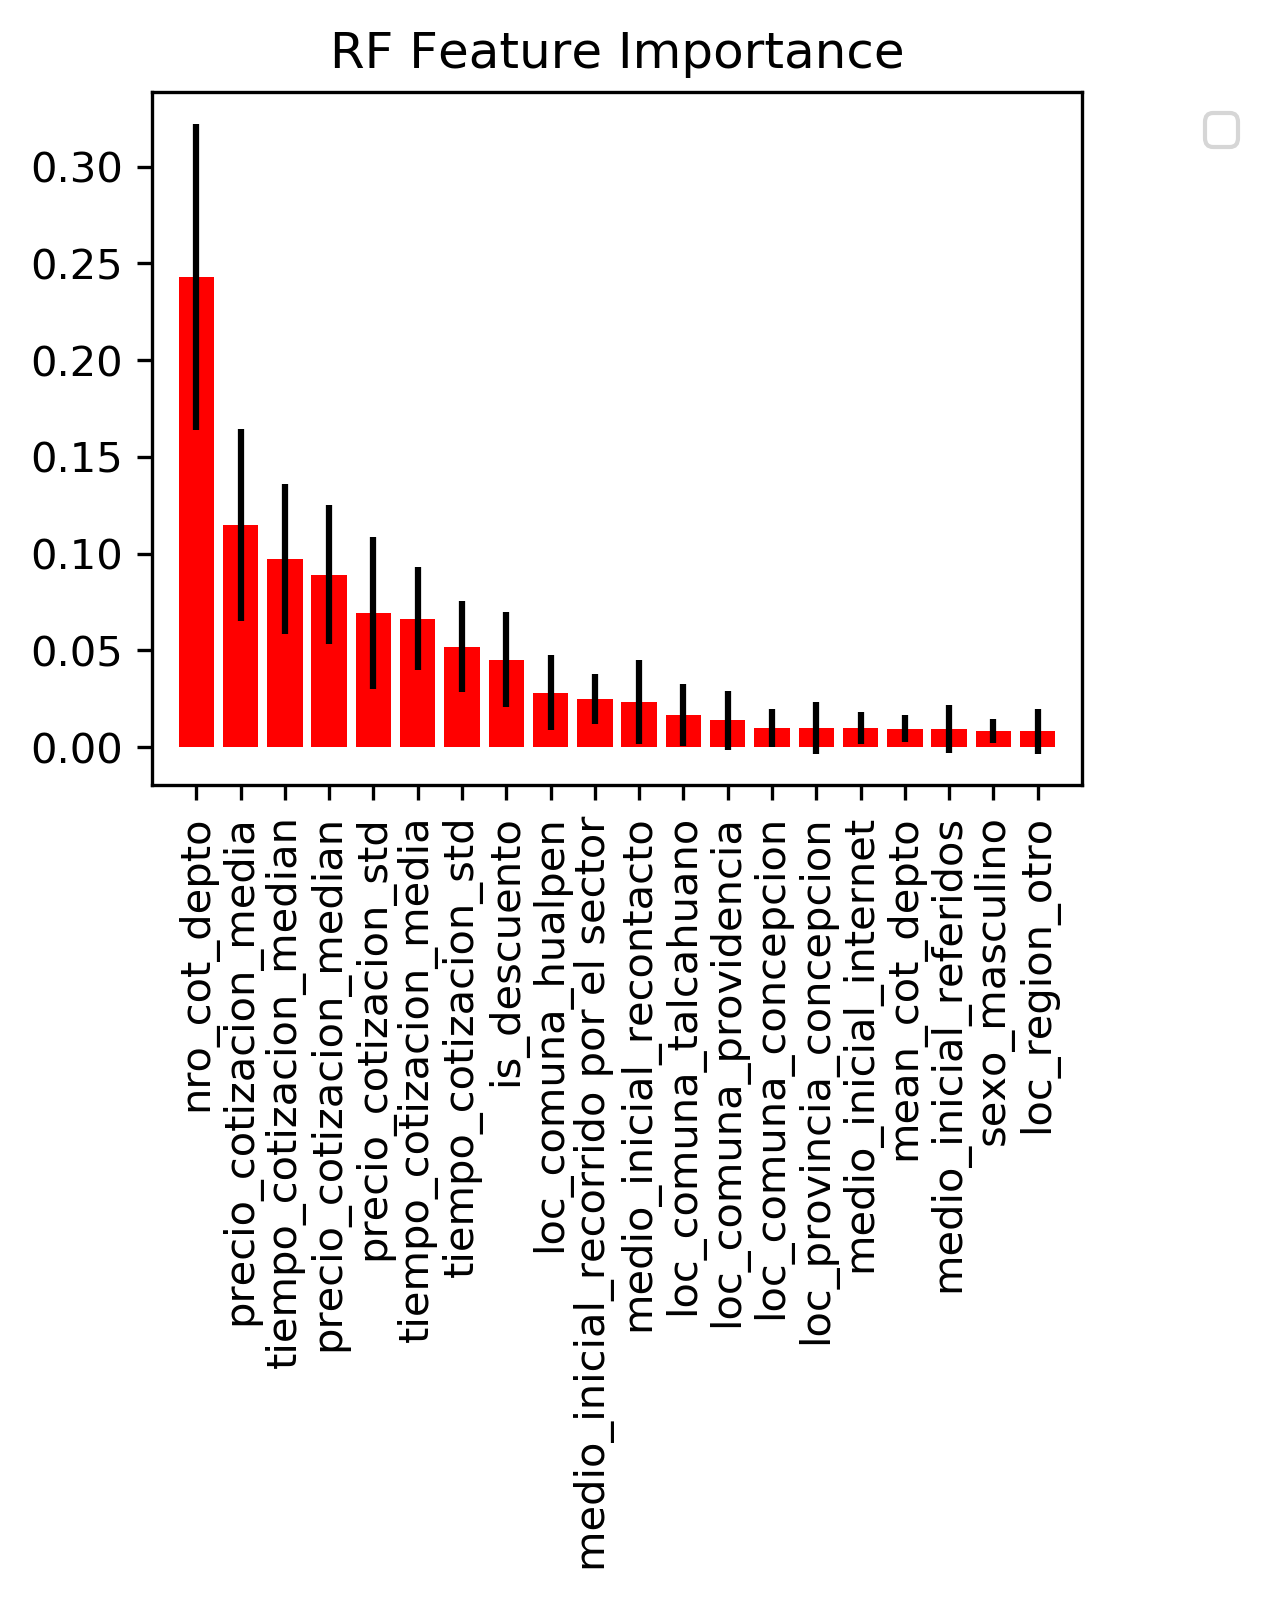 RF Feature Importance
0.30
0.25
0.20
0.15
0.10
0.05
0.00
nro_cot_depto
precio_cotizacion_media
tiempo_cotizacion_median
precio_cotizacion_median
precio_cotizacion_std
tiempo_cotizacion_media
tiempo_cotizacion_std
is_descuento
loc_comuna_hualpen
medio_inicial_recorrido por el sector
medio_inicial_recontacto
loc_comuna_talcahuano
loc_comuna_providencia
loc_comuna_concepcion
loc_provincia_concepcion
medio_inicial_internet
mean_cot_depto
medio_inicial_referidos
sexo_masculino
loc_region_otro